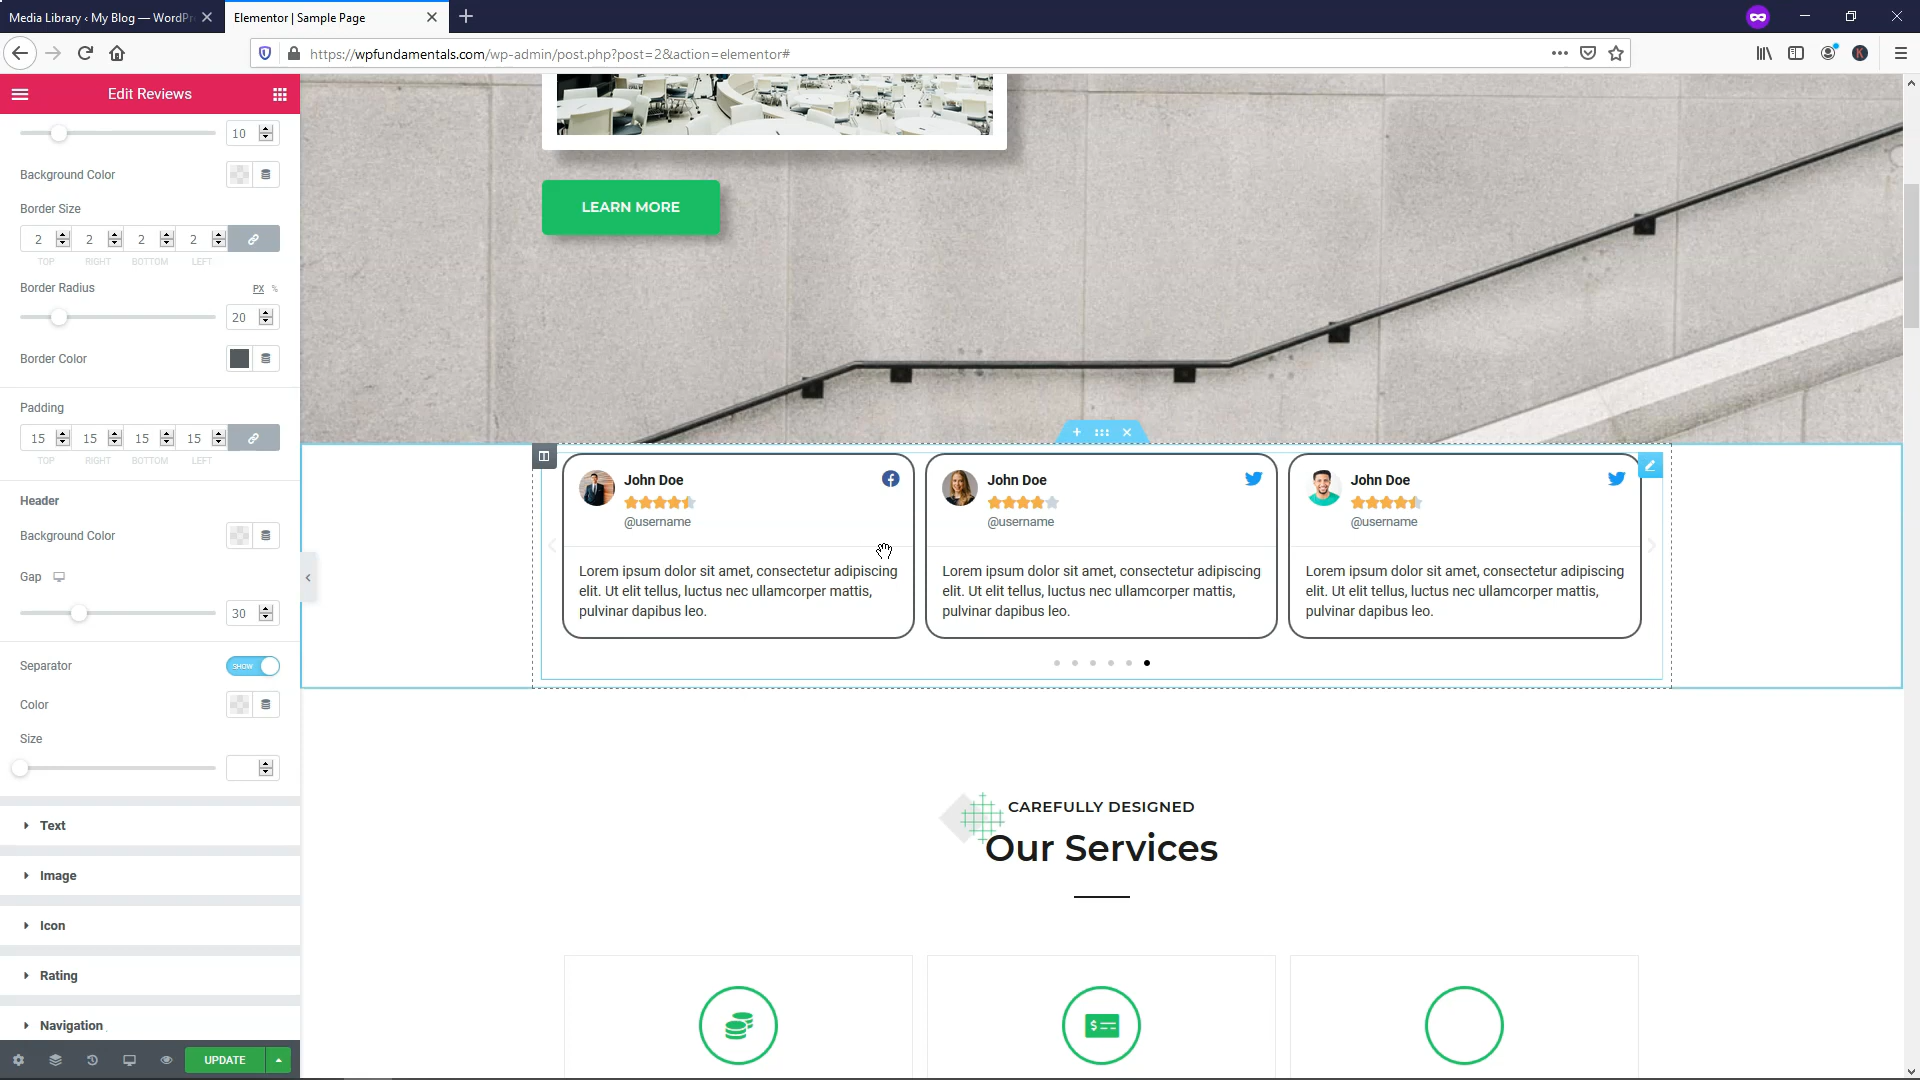 Media Library ‹ My Blog — WordPr
Elementor | Sample Page
https://wpfundamentals.com/wp-admin/post.php?post=2&action=elementor#
Edit Reviews
10
Background Color
Border Size
2 2 2 2
TOP RIGHT BOTTOM LEFT
Border Radius PX %
20
Border Color
Padding
15 15 15 15
TOP RIGHT BOTTOM LEFT
Header
Background Color
Gap
30
Separator SHOW
Color
Size
Text
Image
Icon
Rating
Navigation
UPDATE
LEARN MORE
John Doe
@username
Lorem ipsum dolor sit amet, consectetur adipiscing
elit. Ut elit tellus, luctus nec ullamcorper mattis,
pulvinar dapibus leo.
John Doe
@username
Lorem ipsum dolor sit amet, consectetur adipiscing
elit. Ut elit tellus, luctus nec ullamcorper mattis,
pulvinar dapibus leo.
John Doe
@username
Lorem ipsum dolor sit amet, consectetur adipiscing
elit. Ut elit tellus, luctus nec ullamcorper mattis,
pulvinar dapibus leo.
CAREFULLY DESIGNED
Our Services